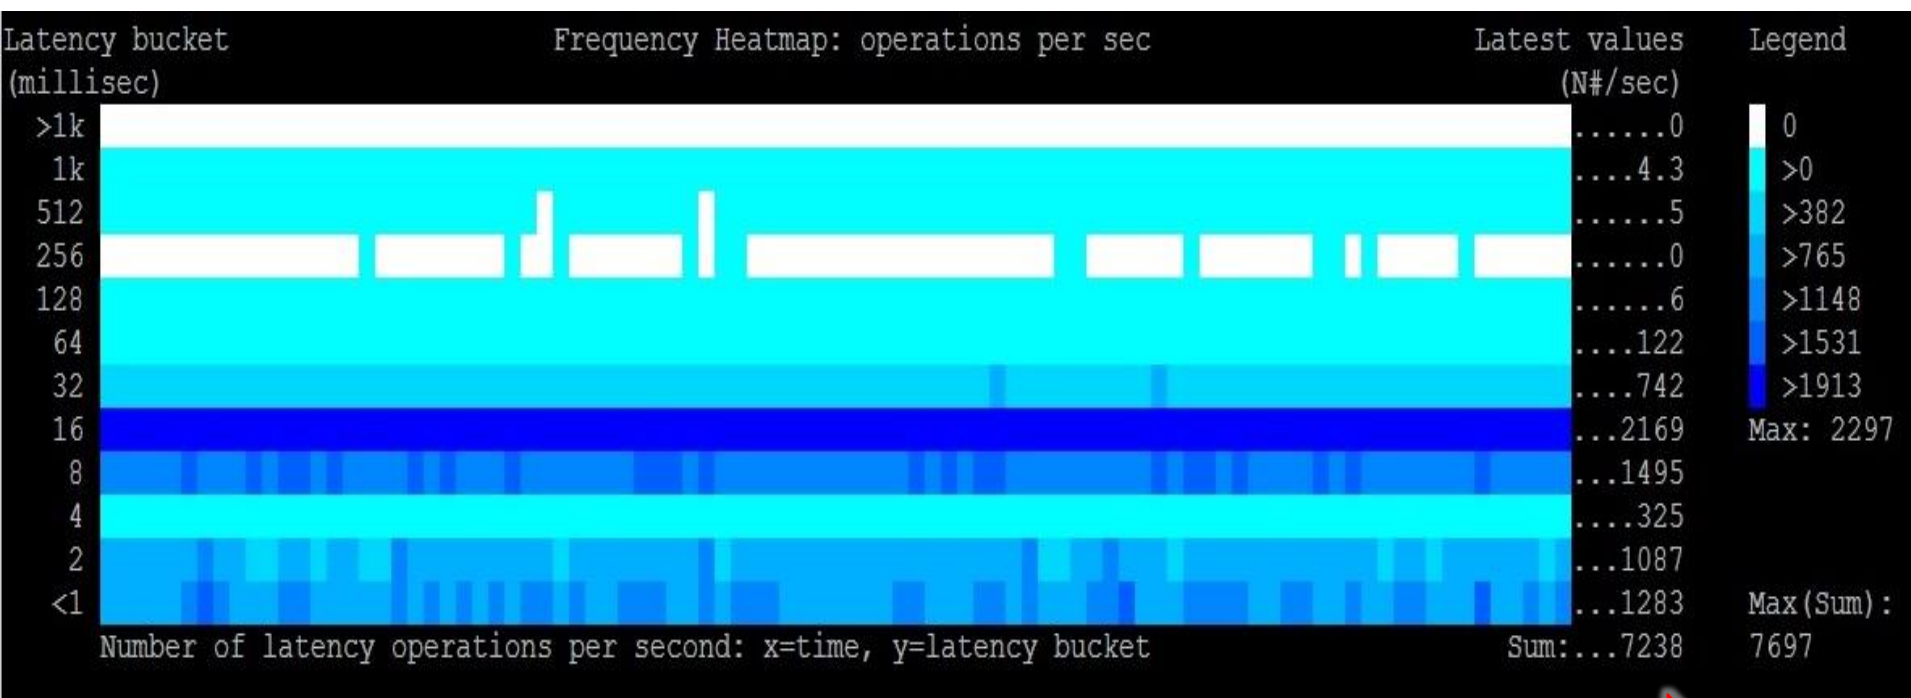 Latency bucket Frequency Heatmap: operations per sec Latest values Legend
(millisec) (N#/sec)
>1k ......0 0
1k ....4.3 >0
512 ......5 >382
256 ......0 >765
128 ......6 >1148
64 ....122 >1531
32 ....742 >1913
16 ...2169 Max: 2297
8 ...1495
4 ....325
2 ...1087
<1 ...1283 Max(Sum):
Number of latency operations per second: x=time, y=latency bucket Sum:...7238 7697